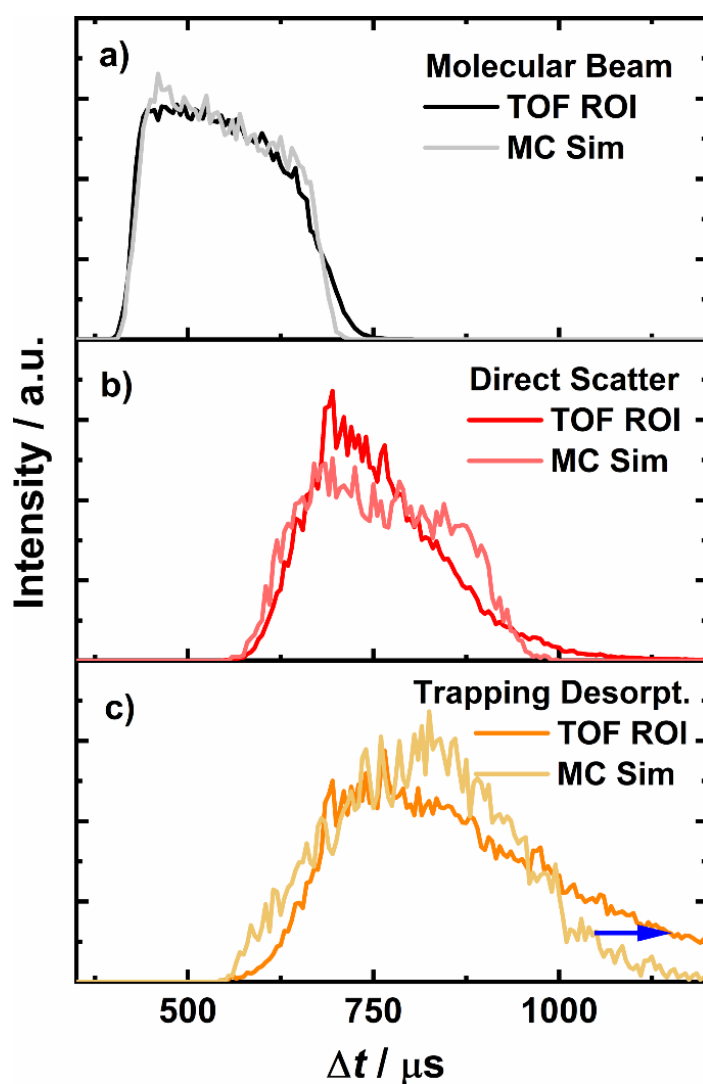 a)
Molecular Beam
TOF ROI
MC Sim
b)
Direct Scatter
TOF ROI
MC Sim
c)
Trapping Desorpt.
TOF ROI
MC Sim
Intensity / a.u.
500 750 1000
Δt / μs